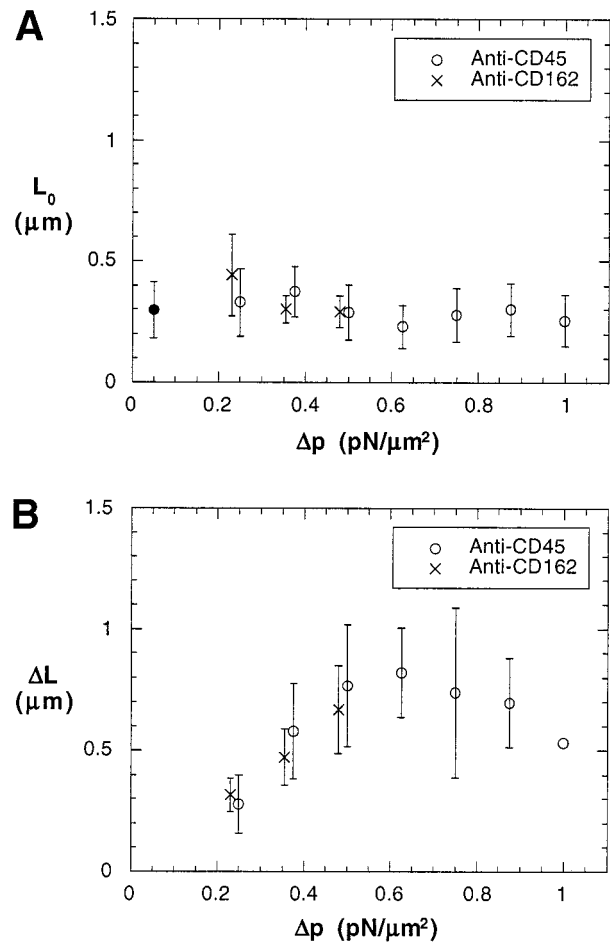 A
1.5
1
0.5
0
L₀
(μm)
Anti-CD45
Anti-CD162
0 0.2 0.4 0.6 0.8 1
Δp (pN/μm²)
B
1.5
1
0.5
0
ΔL
(μm)
Anti-CD45
Anti-CD162
0 0.2 0.4 0.6 0.8 1
Δp (pN/μm²)